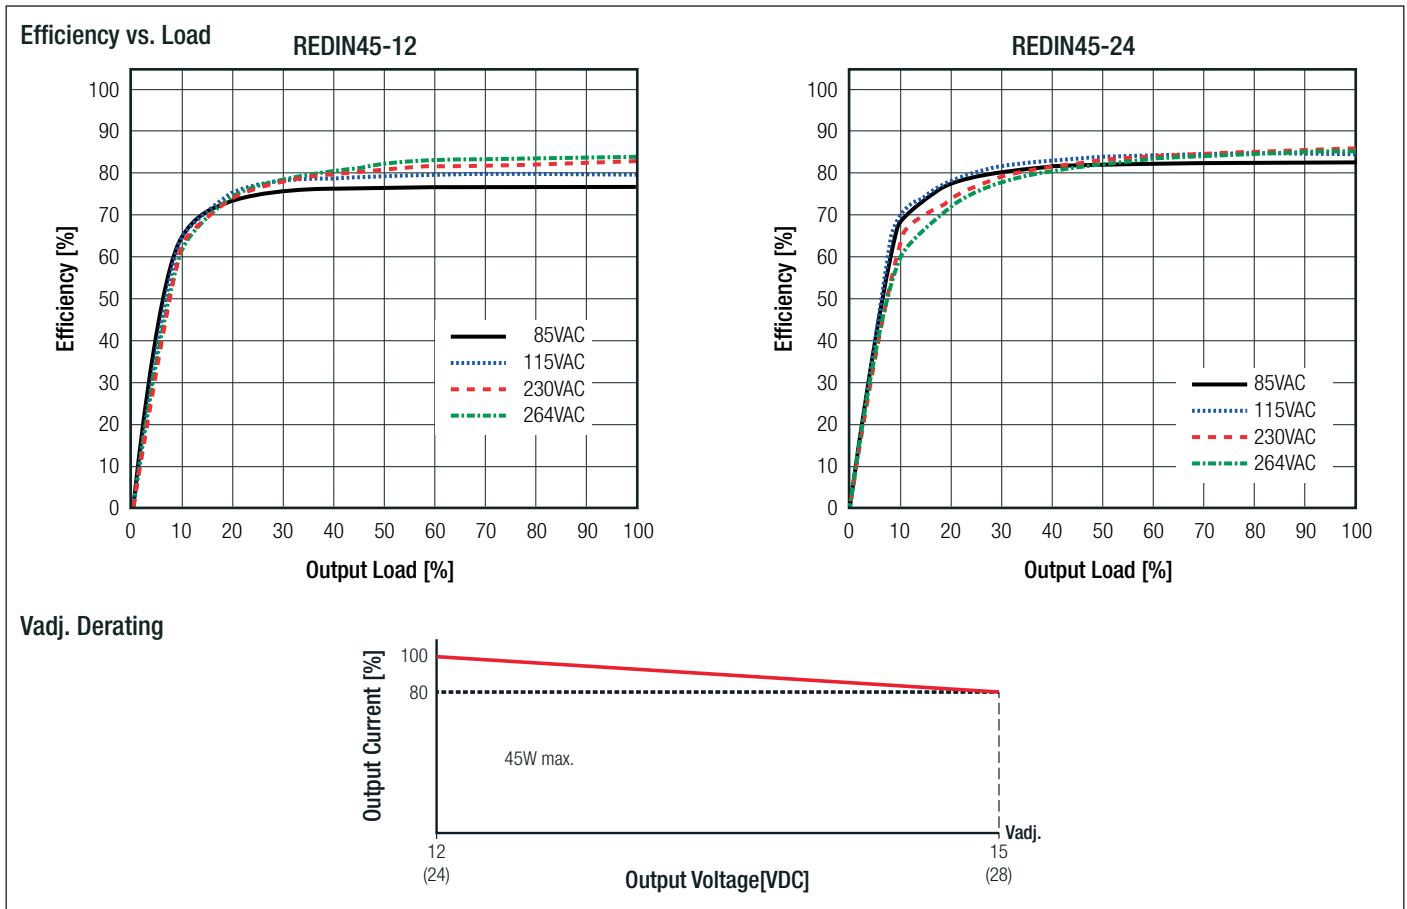 Efficiency vs. Load
REDIN45-12
100
90
80
70
60
50
40
30
20
10
0
Efficiency [%]
85VAC
115VAC
230VAC
264VAC
0 10 20 30 40 50 60 70 80 90 100
Output Load [%]
REDIN45-24
100
90
80
70
60
50
40
30
20
10
0
Efficiency [%]
85VAC
115VAC
230VAC
264VAC
0 10 20 30 40 50 60 70 80 90 100
Output Load [%]
Vadj. Derating
Output Current [%]
100
80
45W max.
Vadj.
12 15
(24) (28)
Output Voltage[VDC]